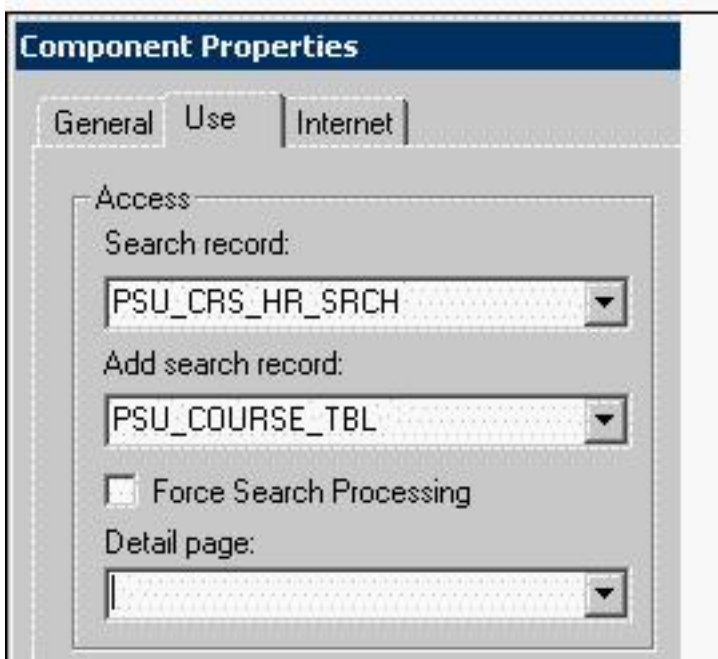 Component Properties
General Use Internet
Access
Search record:
PSU_CRS_HR_SRCH
Add search record:
PSU_COURSE_TBL
Force Search Processing
Detail page: